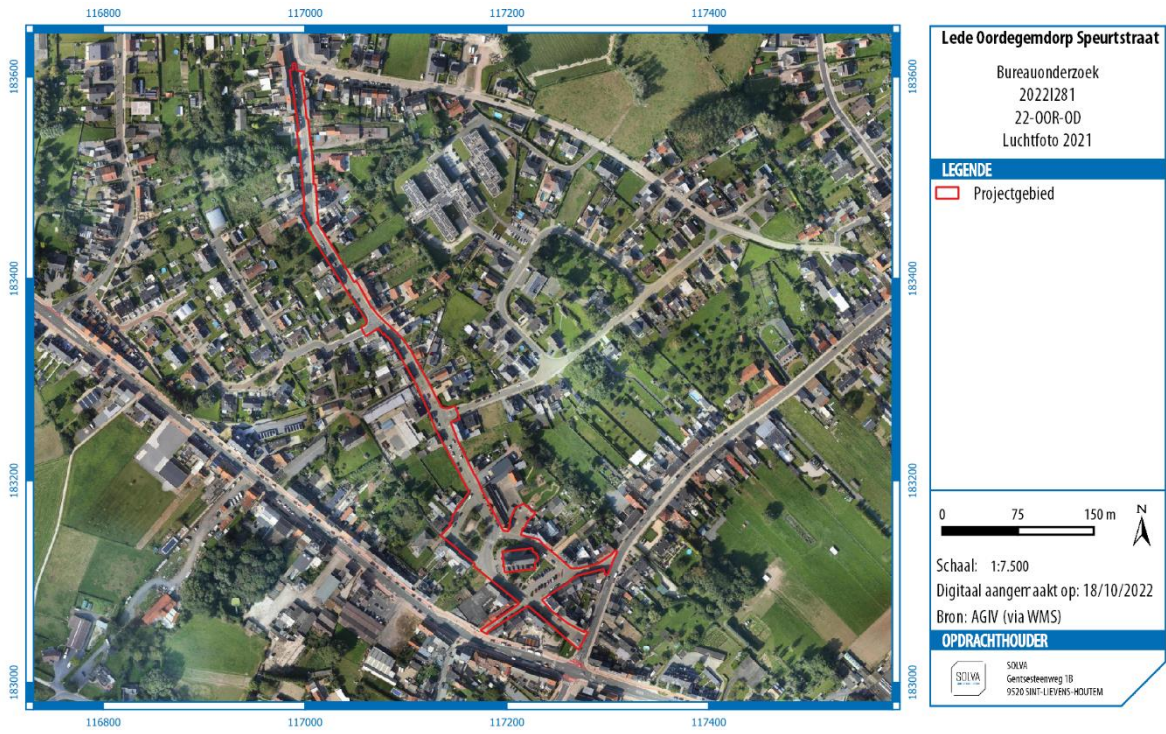 116800 117000 117200 117400
183600 183600
183400 183400
183200 183200
183000 183000
116800 117000 117200 117400
Lede Oordegemdorp Speurtstraat
Bureauonderzoek
2022I281
22-OOR-OD
Luchtfoto 2021
LEGENDE
Projectgebied
0 75 150 m
N
Schaal: 1:7.500
Digitaal aangemaakt op: 18/10/2022
Bron: AGIV (via WMS)
OPDRACHTHOUDER
SOLVA
SOLVA
Gentsesteenweg 1B
9520 SINT-LIEVENS-HOUTEM